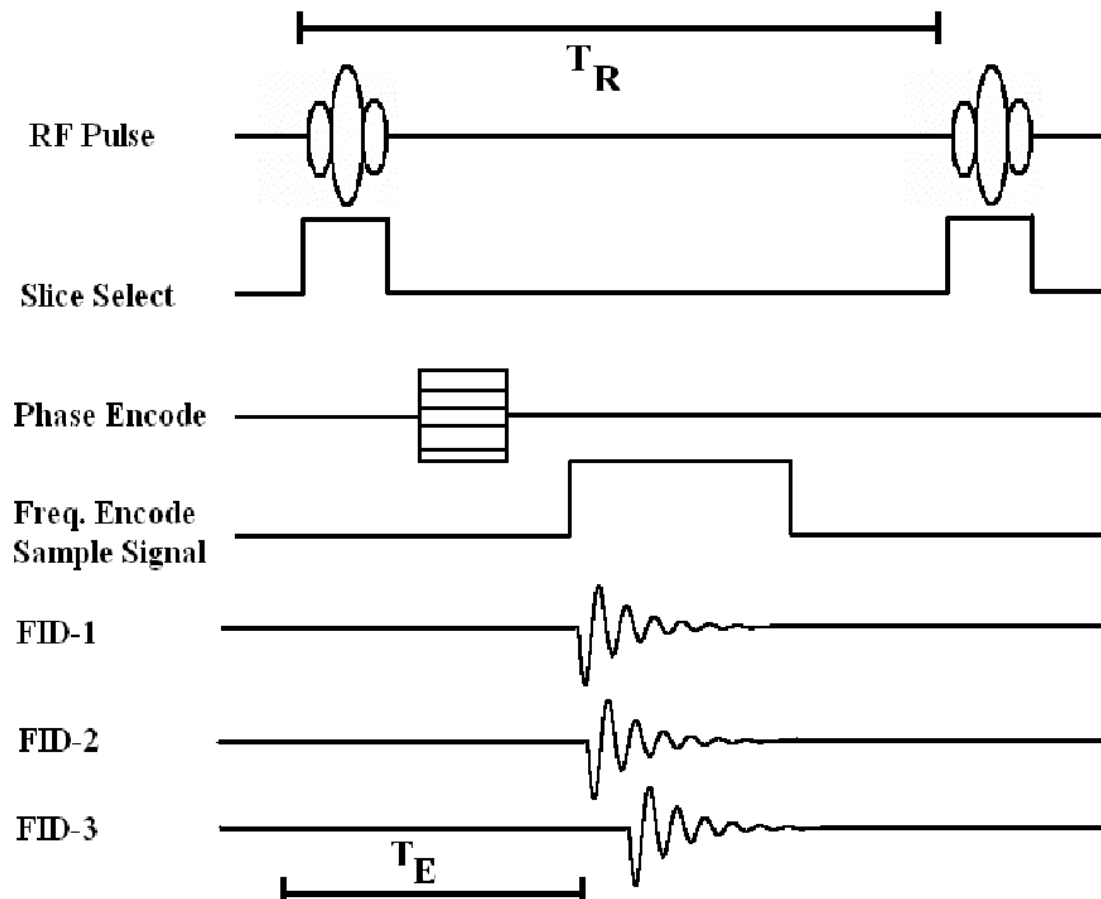 T_R
RF Pulse
Slice Select
Phase Encode
Freq. Encode
Sample Signal
FID-1
FID-2
FID-3
T_E